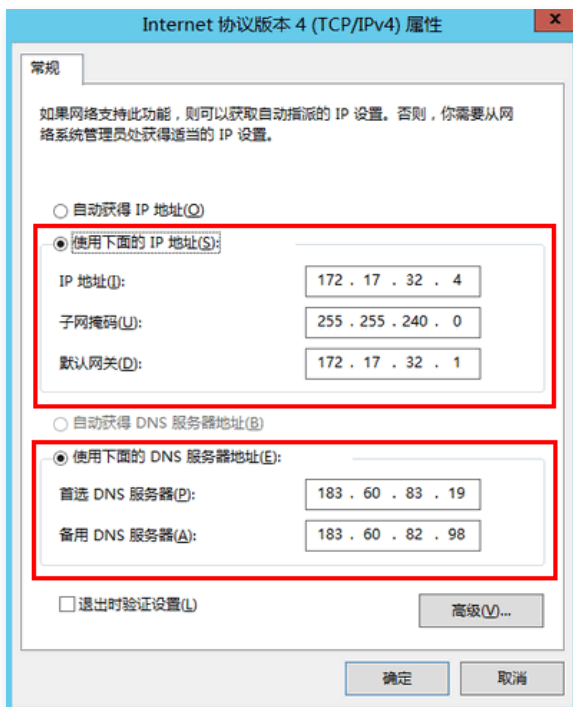 Internet 协议版本 4 (TCP/IPv4) 属性
x
常规
如果网络支持此功能，则可以获取自动指派的 IP 设置。否则，你需要从网
络系统管理员处获得适当的 IP 设置。
自动获得 IP 地址(O)
使用下面的 IP 地址(S):
IP 地址(I): 172 . 17 . 32 . 4
子网掩码(U): 255 . 255 . 240 . 0
默认网关(D): 172 . 17 . 32 . 1
自动获得 DNS 服务器地址(B)
使用下面的 DNS 服务器地址(E):
首选 DNS 服务器(P): 183 . 60 . 83 . 19
备用 DNS 服务器(A): 183 . 60 . 82 . 98
退出时验证设置(L)
高级(V)...
确定 取消